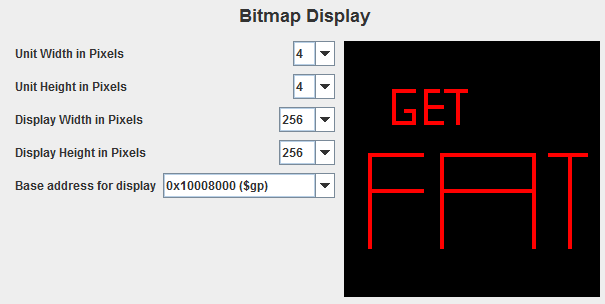 Bitmap Display
Unit Width in Pixels 4
Unit Height in Pixels 4
Display Width in Pixels 256
Display Height in Pixels 256
Base address for display 0x10008000 ($gp)
GET
FAT